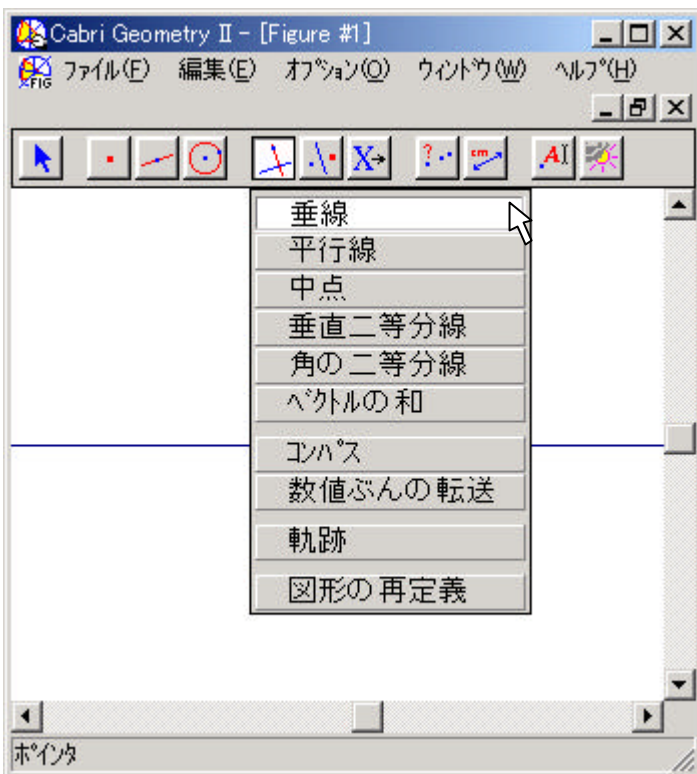 Cabri Geometry II - [Figure #1]
FIG ファイル(F) 編集(E) オプション(O) ウィンドウ(W) ヘルプ(H)
X ? cm AI
垂線
平行線
中点
垂直二等分線
角の二等分線
ベクトルの和
コンパス
数値ぶんの転送
軌跡
図形の再定義
ポインタ